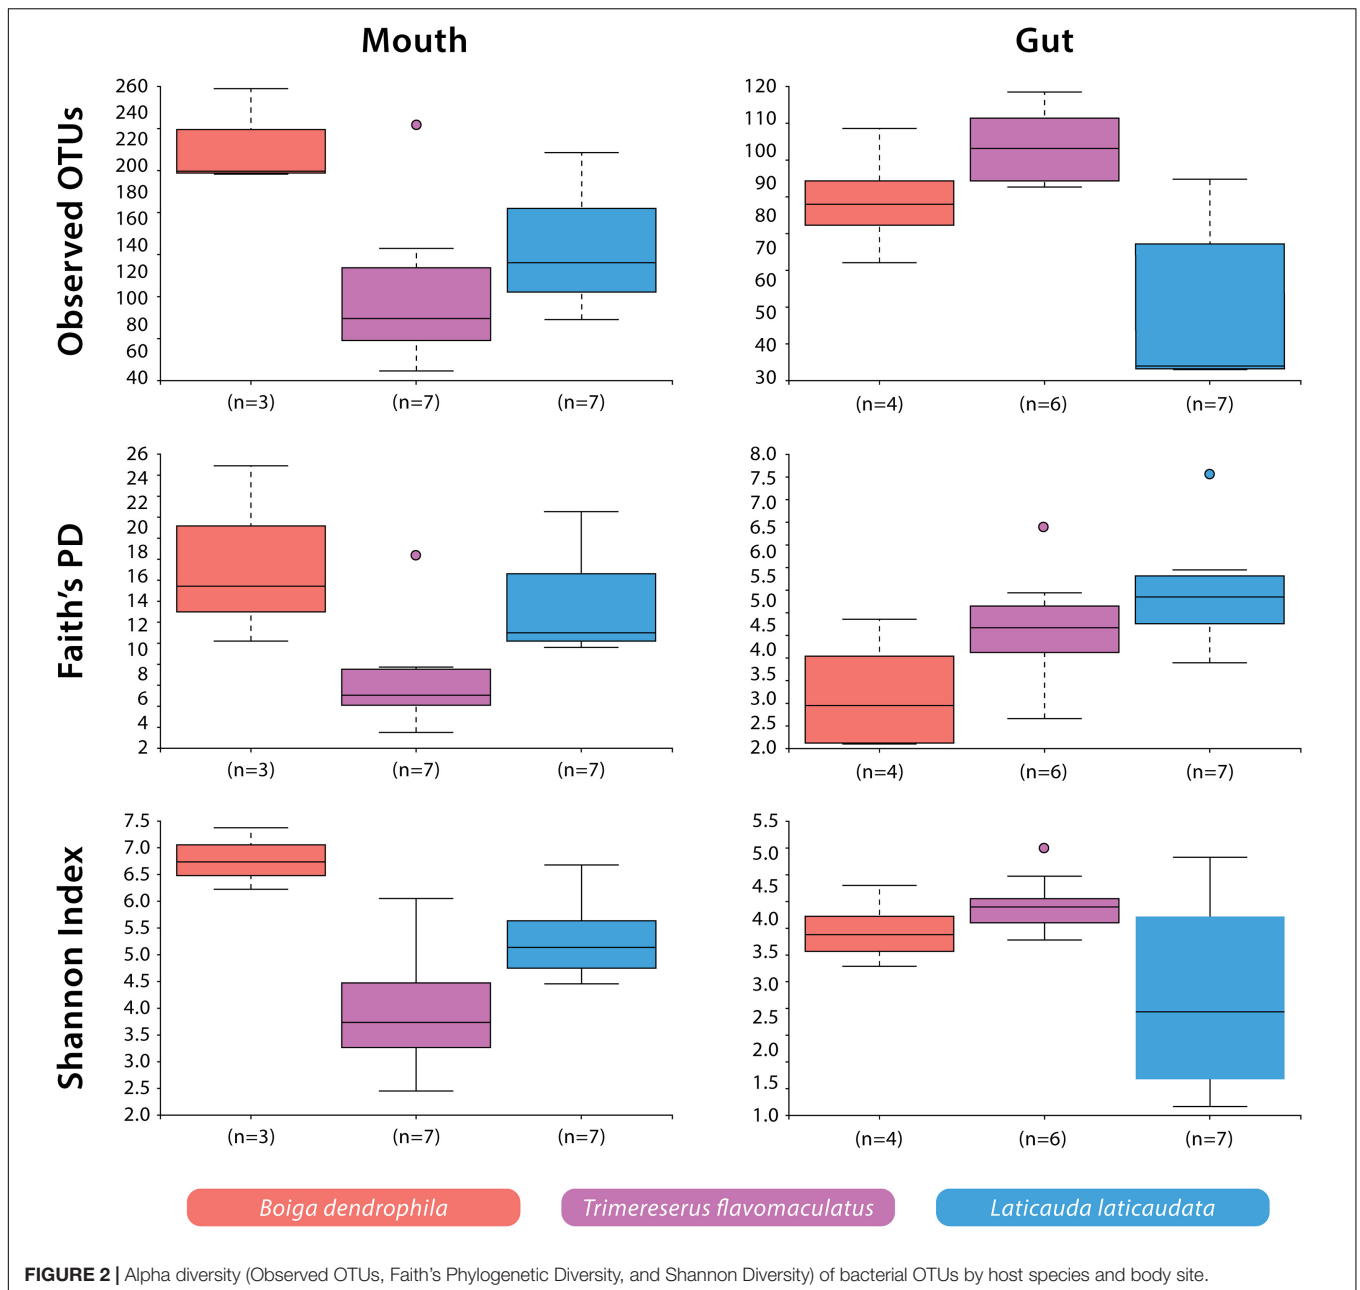 Mouth
Gut
Observed OTUs
260
240
220
200
180
160
140
120
100
80
60
40
(n=3)
(n=7)
(n=7)
120
110
100
90
80
70
60
50
40
30
(n=4)
(n=6)
(n=7)
Faith's PD
26
24
22
20
18
16
14
12
10
8
6
4
2
(n=3)
(n=7)
(n=7)
8.0
7.5
7.0
6.5
6.0
5.5
5.0
4.5
4.0
3.5
3.0
2.5
2.0
(n=4)
(n=6)
(n=7)
Shannon Index
7.5
7.0
6.5
6.0
5.5
5.0
4.5
4.0
3.5
3.0
2.5
2.0
(n=3)
(n=7)
(n=7)
5.5
5.0
4.5
4.0
3.5
3.0
2.5
2.0
1.5
1.0
(n=4)
(n=6)
(n=7)
Boiga dendrophila
Trimereserus flavomaculatus
Laticauda laticaudata
FIGURE 2 | Alpha diversity (Observed OTUs, Faith's Phylogenetic Diversity, and Shannon Diversity) of bacterial OTUs by host species and body site.